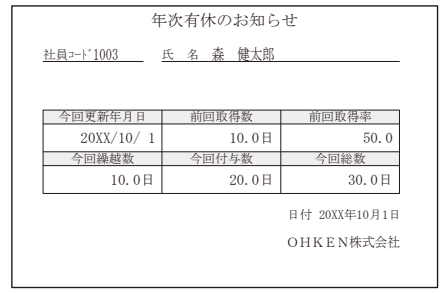 年次有休のお知らせ
社員ｺｰﾄﾞ1003 氏 名 森 健太郎
今回更新年月日 前回取得数 前回取得率
20XX/10/ 1 10.0日 50.0
今回繰越数 今回付与数 今回総数
10.0日 20.0日 30.0日
日付 20XX年10月1日
ＯＨＫＥＮ株式会社